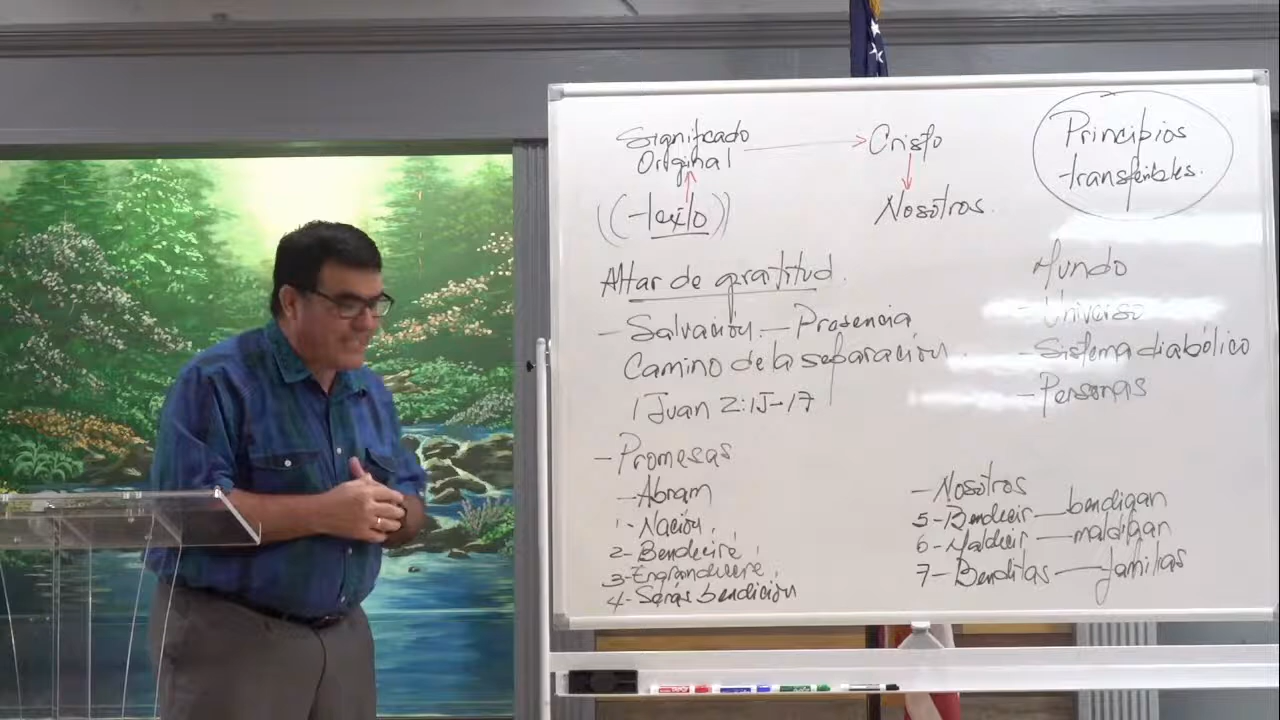 Significado
Original
Cristo
Principios
transferibles.
((texto))
Nosotros.
Altar de gratitud.
Mundo
- Salvación - Presencia
- Universo
Camino de la separación.
- Sistema diabólico
1 Juan 2:15-17
- Personas
- Promesas
- Abram
- Nosotros
1- Nación.
5- Bendecir - bendigan
2- Bendeciré
6- Maldecir - maldigan
3- Engrandeceré
7- Benditas - familias
4- Serás bendición